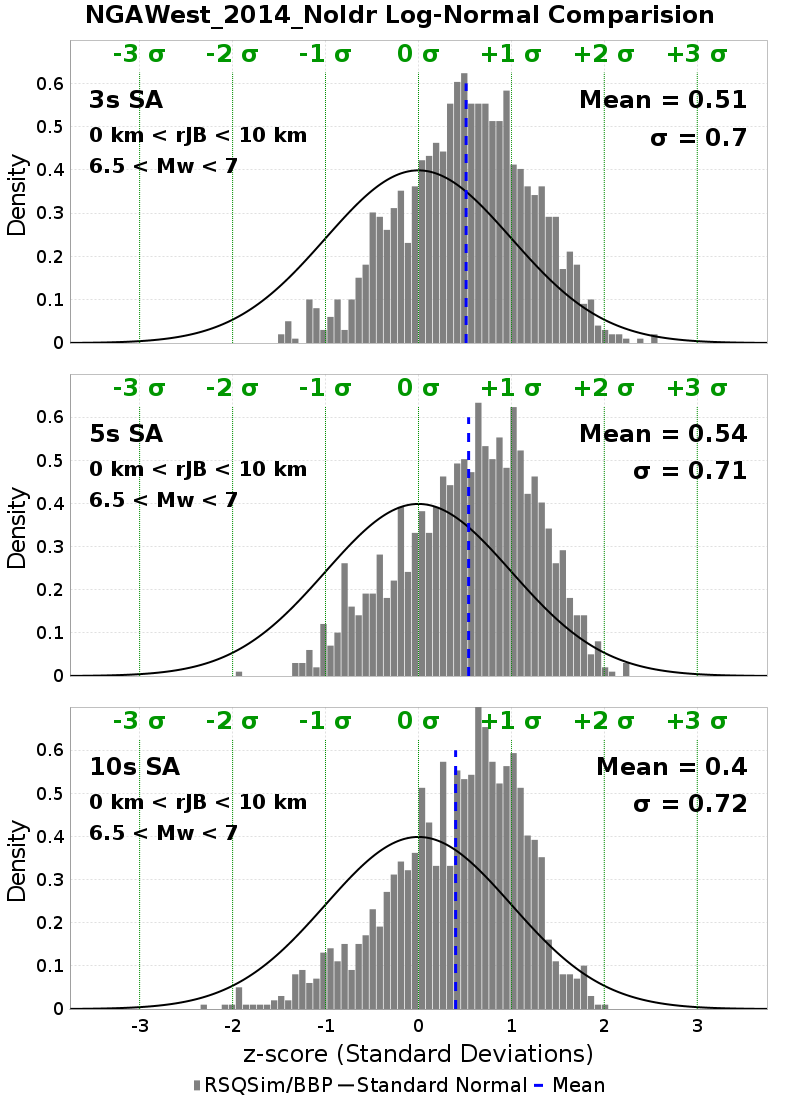 NGAWest_2014_NoIdr Log-Normal Comparision
-3 σ -2 σ -1 σ 0 σ +1 σ +2 σ +3 σ
3s SA
0 km < rJB < 10 km
6.5 < Mw < 7
Mean = 0.51
σ = 0.7
0.6
0.5
0.4
0.3
0.2
0.1
0
Density
-3 σ -2 σ -1 σ 0 σ +1 σ +2 σ +3 σ
5s SA
0 km < rJB < 10 km
6.5 < Mw < 7
Mean = 0.54
σ = 0.71
0.6
0.5
0.4
0.3
0.2
0.1
0
Density
-3 σ -2 σ -1 σ 0 σ +1 σ +2 σ +3 σ
10s SA
0 km < rJB < 10 km
6.5 < Mw < 7
Mean = 0.4
σ = 0.72
0.6
0.5
0.4
0.3
0.2
0.1
0
Density
-3 -2 -1 0 1 2 3
z-score (Standard Deviations)
RSQSim/BBP Standard Normal Mean